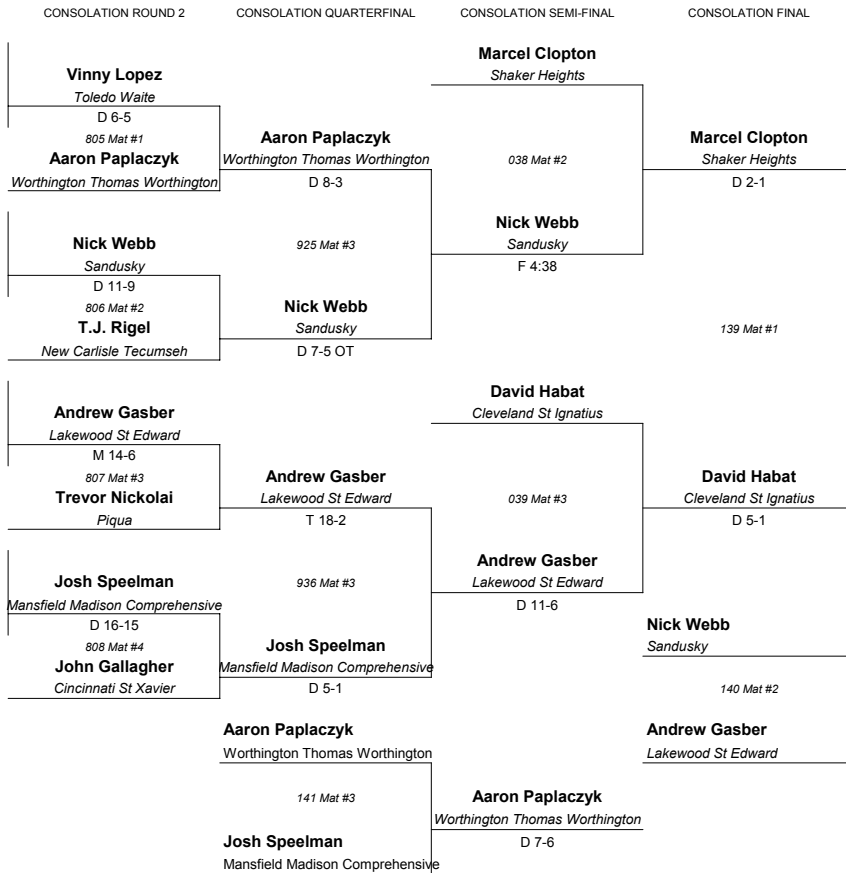 CONSOLATION ROUND 2
CONSOLATION QUARTERFINAL
CONSOLATION SEMI-FINAL
CONSOLATION FINAL
Vinny Lopez
Toledo Waite
D 6-5
805 Mat #1
Aaron Paplaczyk
Worthington Thomas Worthington
Nick Webb
Sandusky
D 11-9
806 Mat #2
T.J. Rigel
New Carlisle Tecumseh
Andrew Gasber
Lakewood St Edward
M 14-6
807 Mat #3
Trevor Nickolai
Piqua
Josh Speelman
Mansfield Madison Comprehensive
D 16-15
808 Mat #4
John Gallagher
Cincinnati St Xavier
Aaron Paplaczyk
Worthington Thomas Worthington
D 8-3
925 Mat #3
Nick Webb
Sandusky
D 7-5 OT
Andrew Gasber
Lakewood St Edward
T 18-2
936 Mat #3
Josh Speelman
Mansfield Madison Comprehensive
D 5-1
Aaron Paplaczyk
Worthington Thomas Worthington
141 Mat #3
Josh Speelman
Mansfield Madison Comprehensive
Marcel Clopton
Shaker Heights
038 Mat #2
Nick Webb
Sandusky
F 4:38
David Habat
Cleveland St Ignatius
039 Mat #3
Andrew Gasber
Lakewood St Edward
D 11-6
Aaron Paplaczyk
Worthington Thomas Worthington
D 7-6
Marcel Clopton
Shaker Heights
D 2-1
139 Mat #1
David Habat
Cleveland St Ignatius
D 5-1
Nick Webb
Sandusky
140 Mat #2
Andrew Gasber
Lakewood St Edward